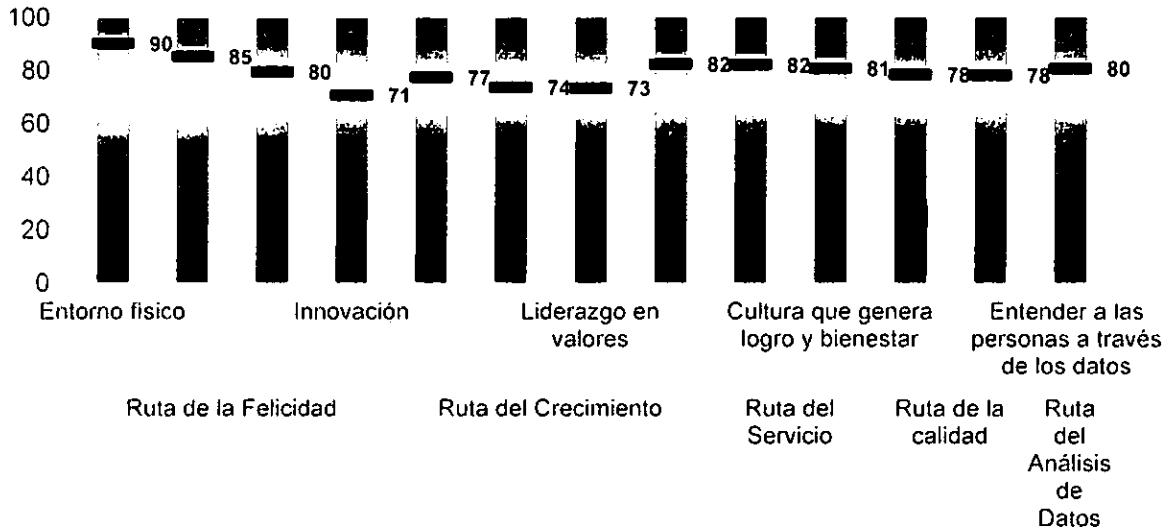 100
80
60
40
20
0
90
85
80
71
77
74
73
82
82
81
78
78
80
Entorno fisico
Innovación
Liderazgo en
valores
Cultura que genera
logro y bienestar
Entender a las
personas a través
de los datos
Ruta de la Felicidad
Ruta del Crecimiento
Ruta del
Servicio
Ruta de la
calidad
Ruta
del
Análisis
de
Datos